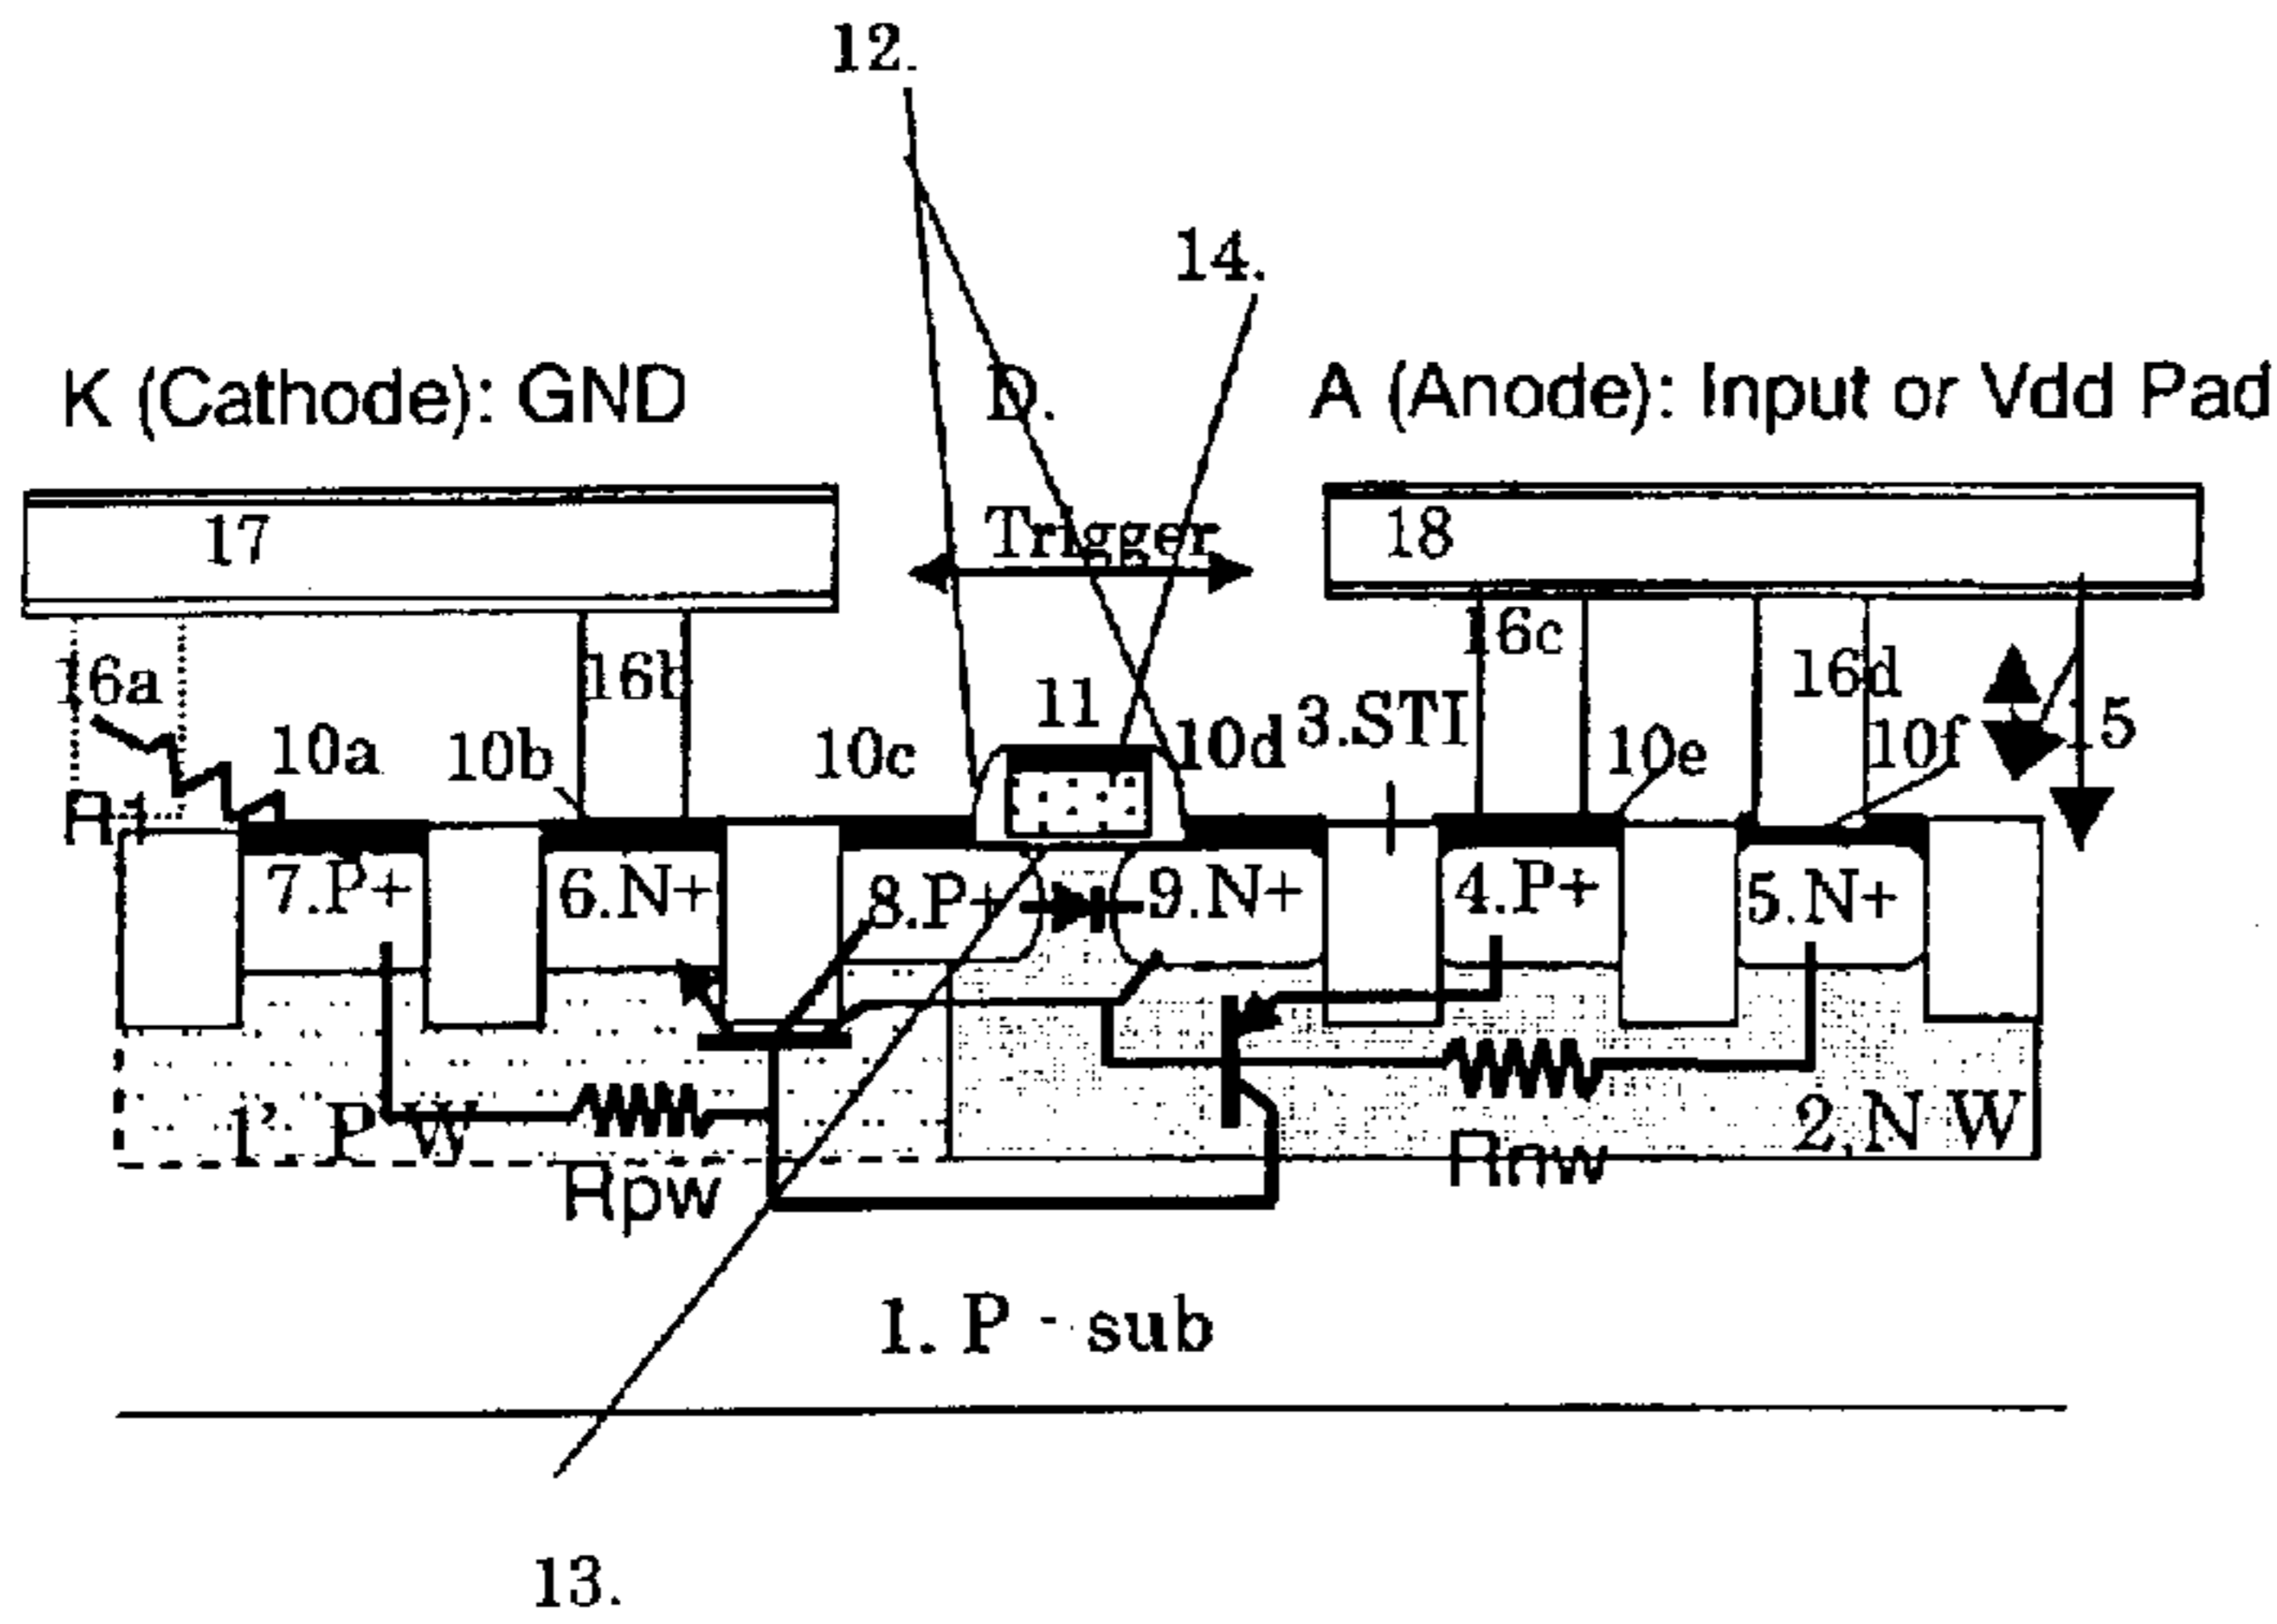 12.
14.
K (Cathode): GND
D.
A (Anode): Input or Vdd Pad
17
Trigger
18
16a
16b
11
16c
16d
10a
10b
10c
10d
3.STI
10e
10f
15
R1
7.P+
6.N+
8.P+
9.N+
4.P+
5.N+
1'. P W
Rpw
Rnw
2.N W
1. P - sub
13.